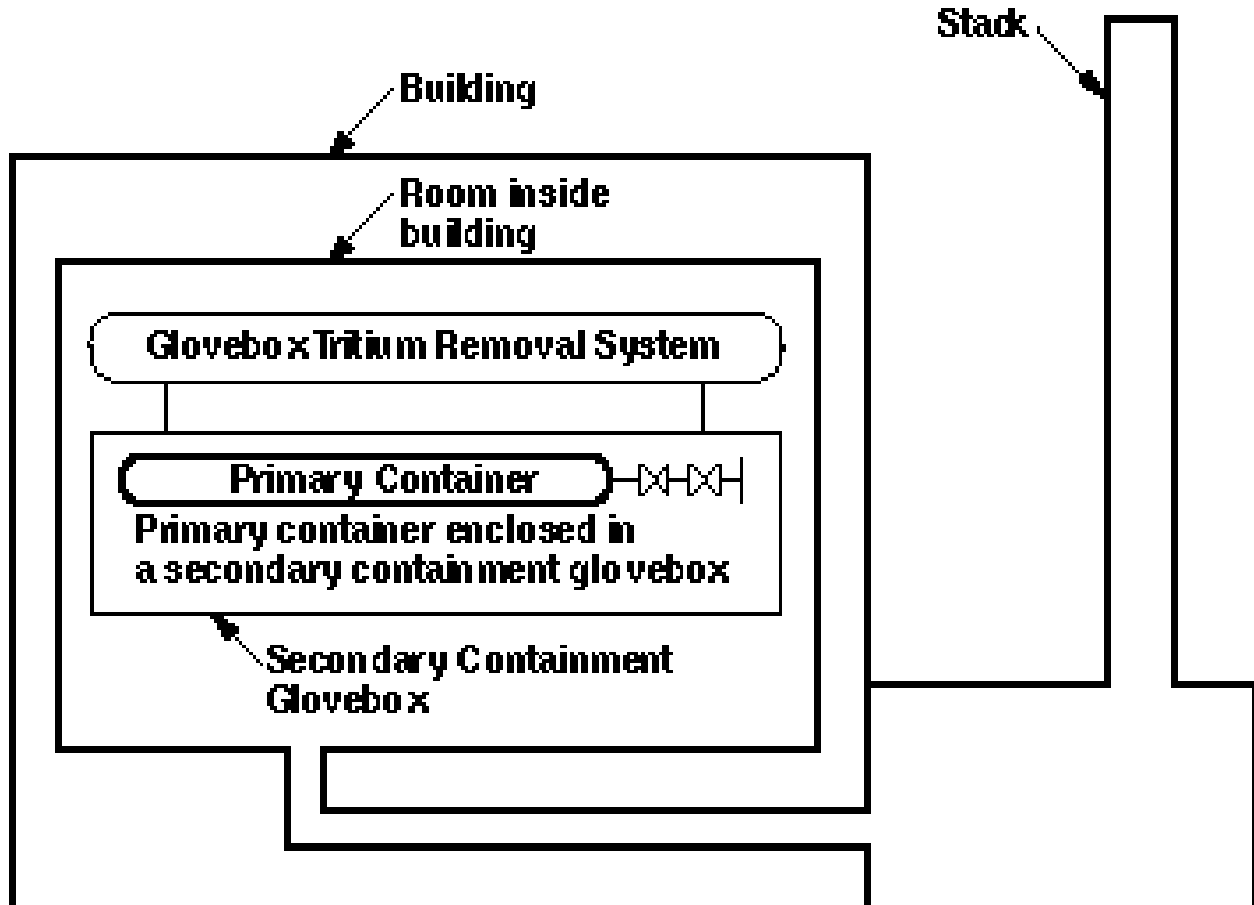 Stack
Building
Room inside
building
Glovebox Tritium Removal System
Primary Container
Primary container enclosed in
a secondary containment glovebox
Secondary Containment
Glovebox